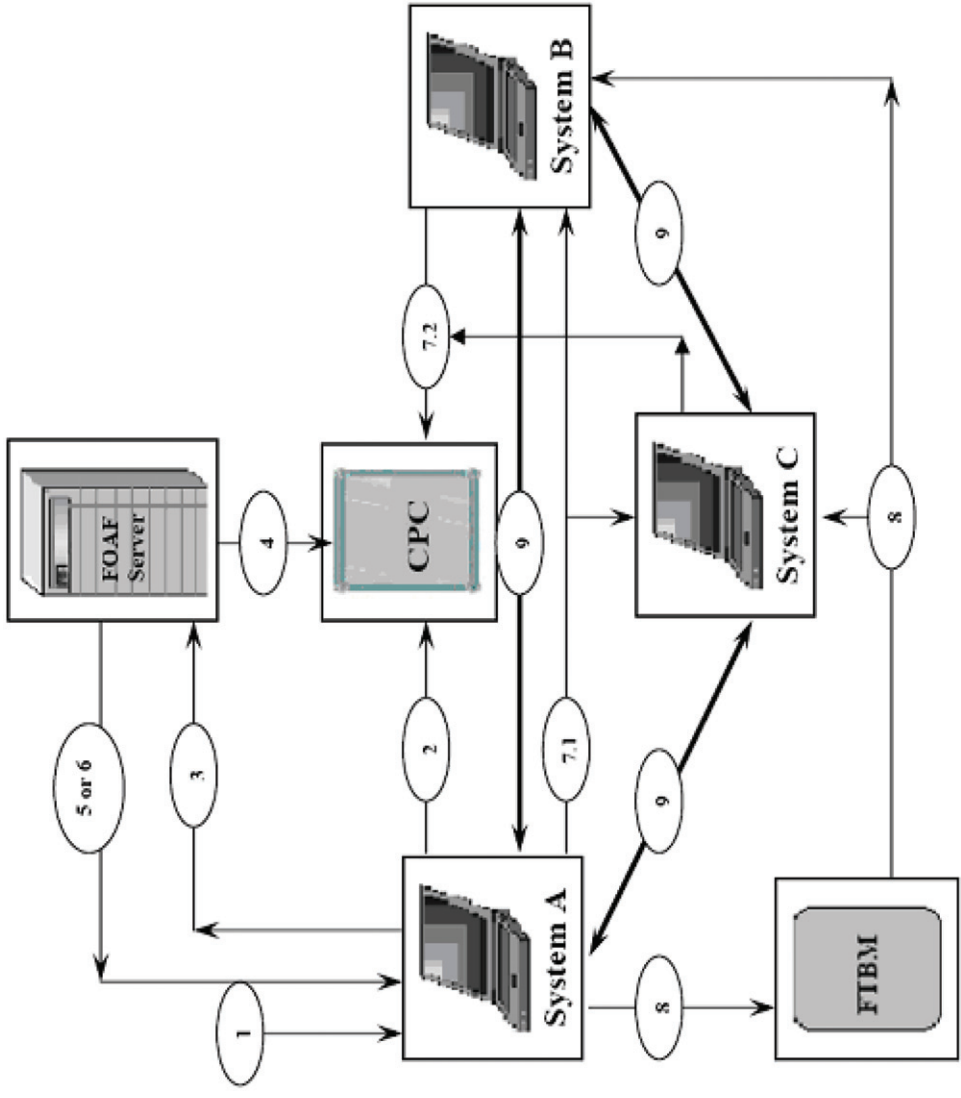 1
5 or 6
3
FOAF
Server
4
2
CPC
7.2
System A
9
System B
7.1
8
9
System C
9
FTBM
8